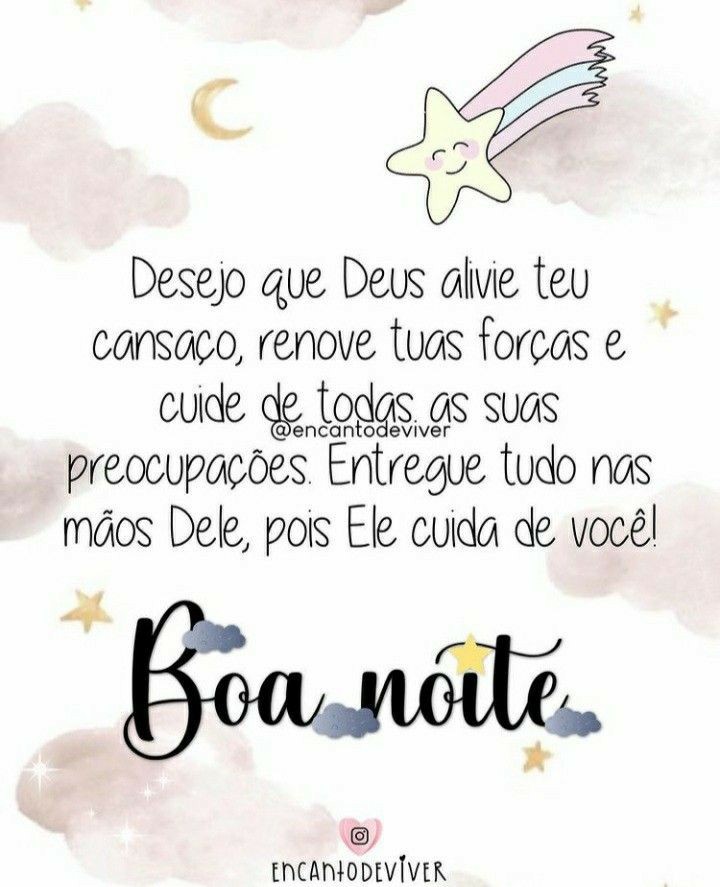 Desejo que Deus alivie teu
cansaço, renove tuas forças e
cuide de todas as suas
@encantodeviver
preocupações. Entregue tudo nas
mãos Dele, pois Ele cuida de você!
Boa noite
ENCANTODEVIVER